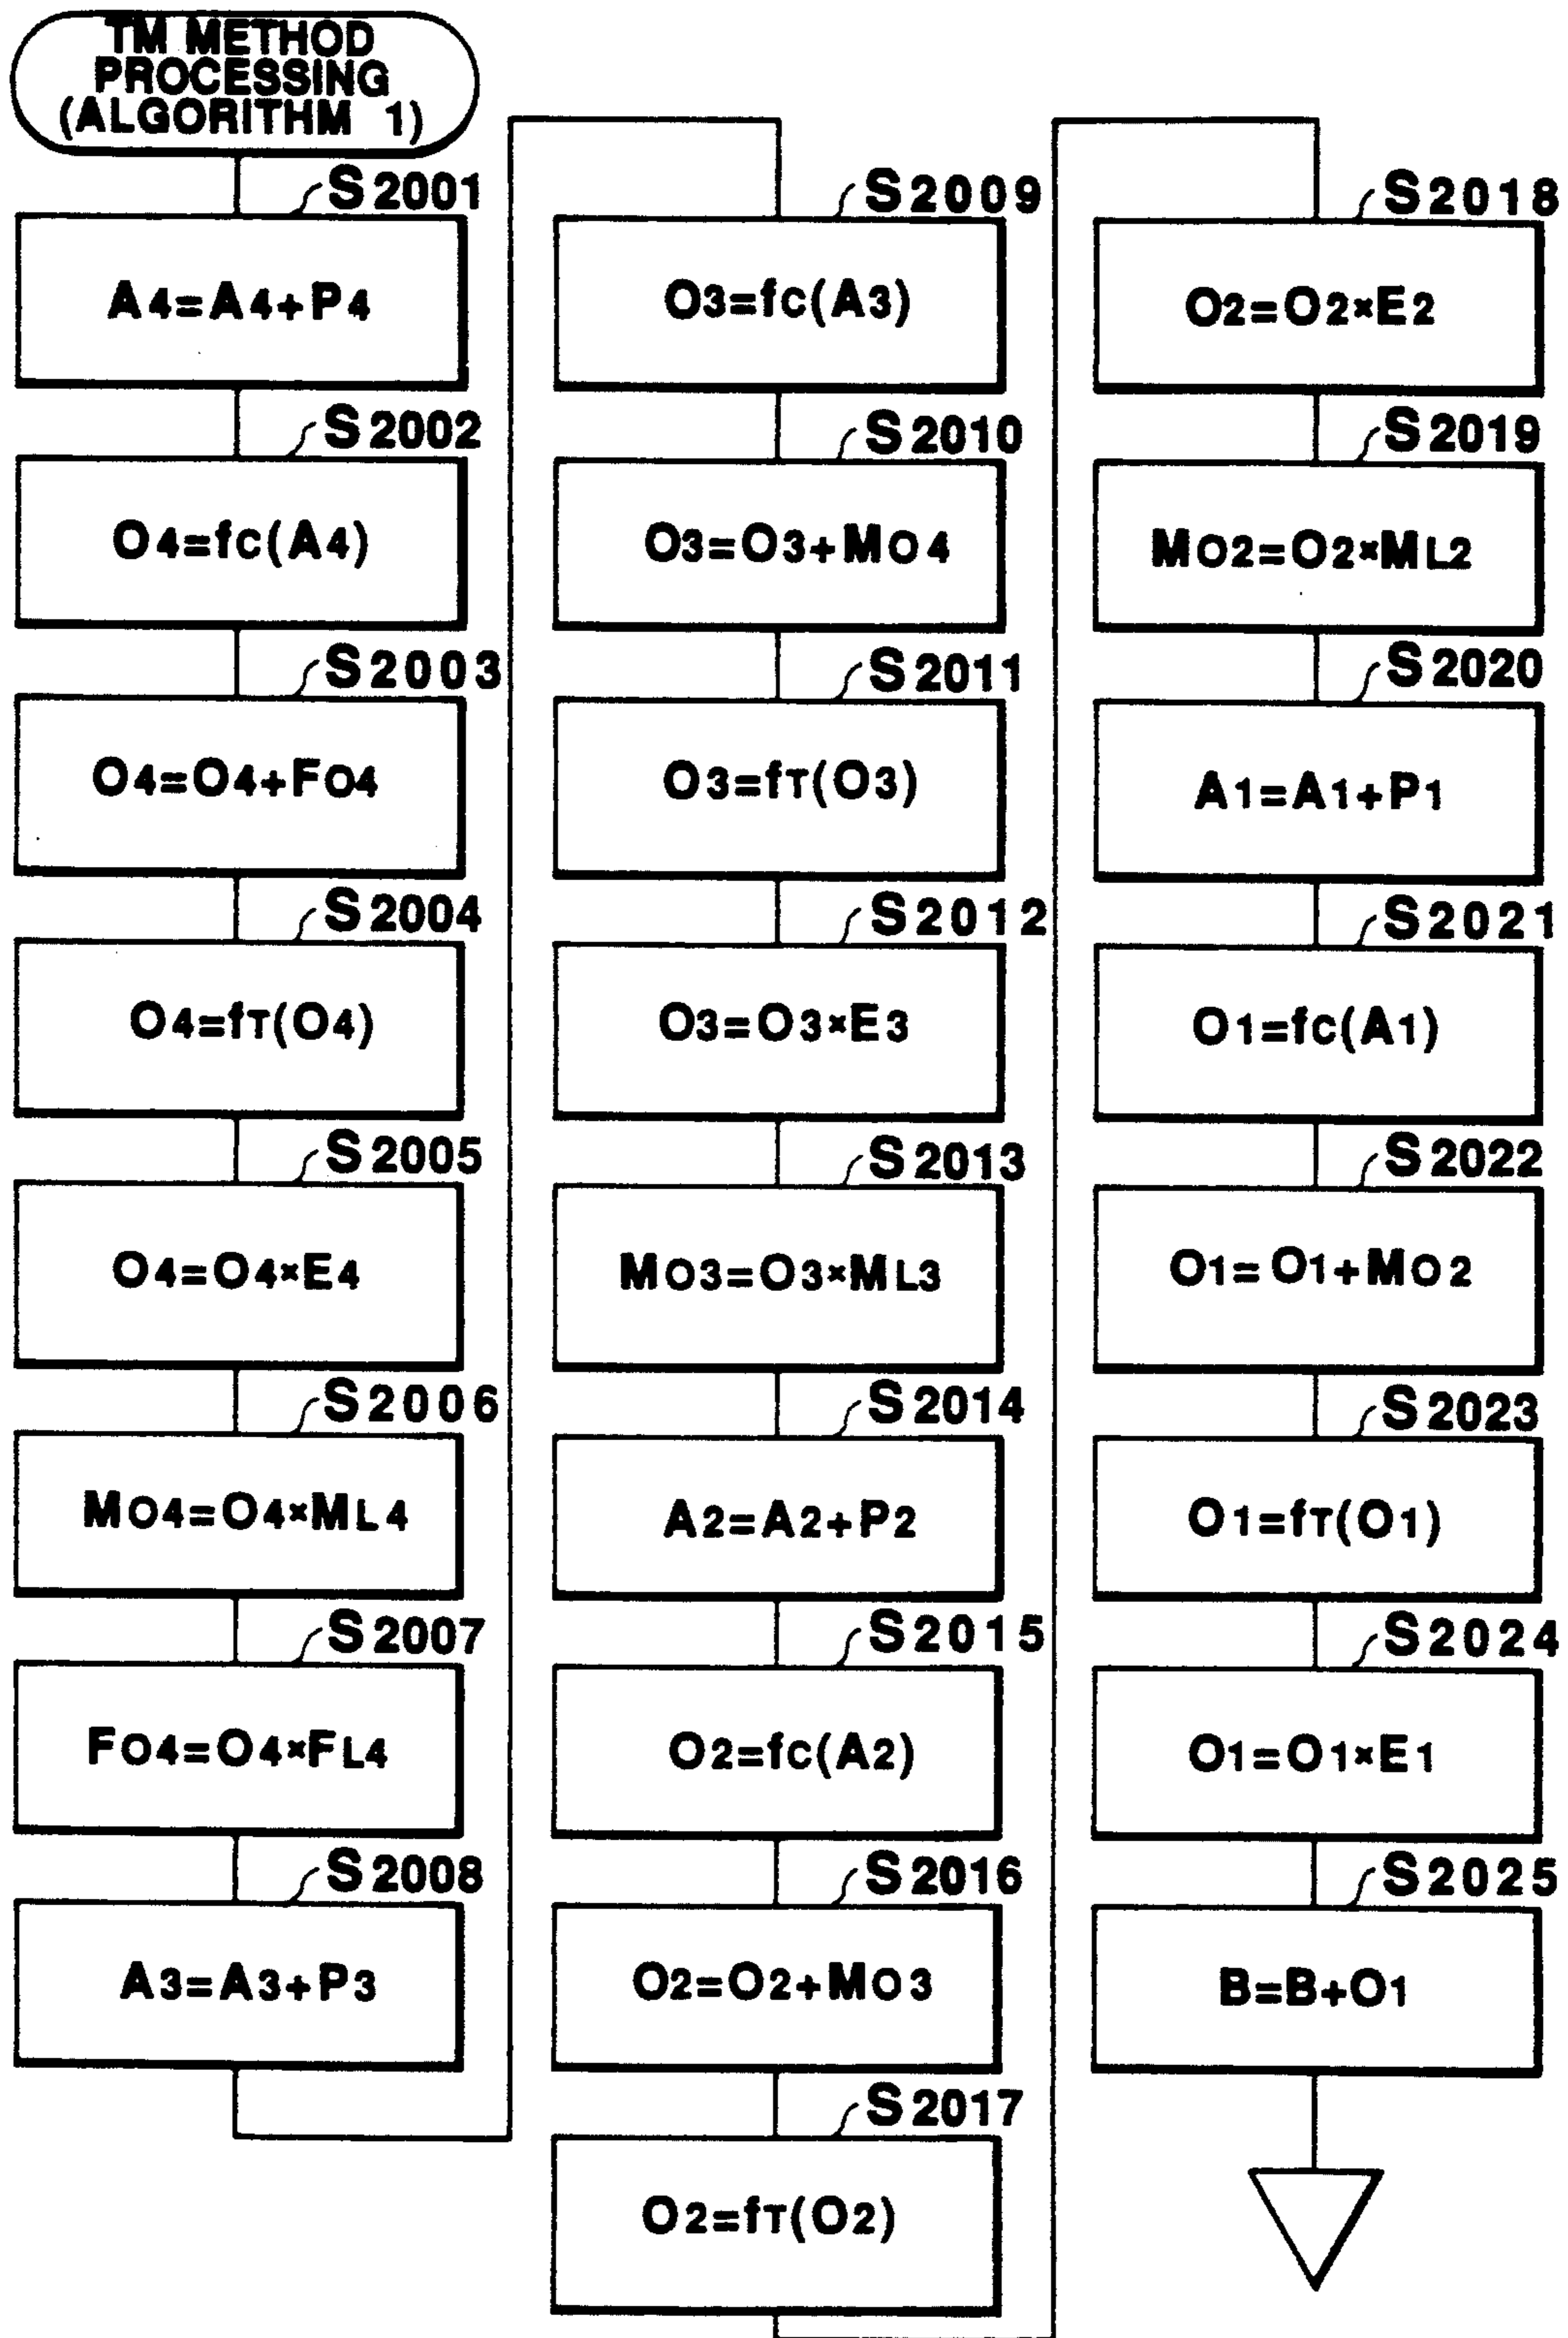 TM METHOD
PROCESSING
(ALGORITHM 1)
S2001
A4=A4+P4
S2002
O4=fC(A4)
S2003
O4=O4+FO4
S2004
O4=fT(O4)
S2005
O4=O4×E4
S2006
MO4=O4×ML4
S2007
FO4=O4×FL4
S2008
A3=A3+P3
S2009
O3=fC(A3)
S2010
O3=O3+MO4
S2011
O3=fT(O3)
S2012
O3=O3×E3
S2013
MO3=O3×ML3
S2014
A2=A2+P2
S2015
O2=fC(A2)
S2016
O2=O2+MO3
S2017
O2=fT(O2)
S2018
O2=O2×E2
S2019
MO2=O2×ML2
S2020
A1=A1+P1
S2021
O1=fC(A1)
S2022
O1=O1+MO2
S2023
O1=fT(O1)
S2024
O1=O1×E1
S2025
B=B+O1